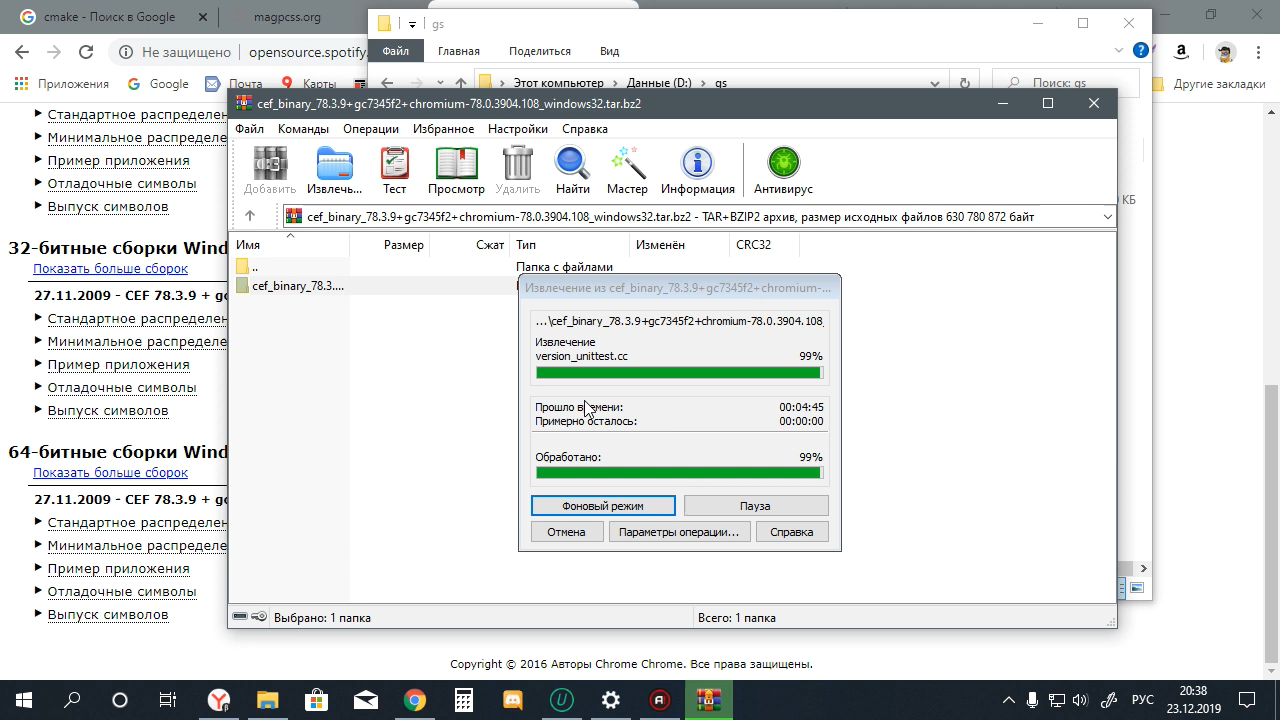 cmake - Поиск в Google
magpcss.org
gs
Не защищено
opensource.spotify.
Файл
Главная
Поделиться
Вид
Этот компьютер
Данные (D:)
gs
Поиск: gs
Приложения
Google
Почта
Карты
Другие закладки
cef_binary_78.3.9+gc7345f2+chromium-78.0.3904.108_windows32.tar.bz2
Файл Команды Операции Избранное Настройки Справка
Добавить Извлечь... Тест Просмотр Удалить Найти Мастер Информация Антивирус
cef_binary_78.3.9+gc7345f2+chromium-78.0.3904.108_windows32.tar.bz2 - TAR+BZIP2 архив, размер исходных файлов 630 780 872 байт
КБ
Имя Размер Сжат Тип Изменён CRC32
.. Папка с файлами
cef_binary_78.3....
Извлечение из cef_binary_78.3.9+gc7345f2+chromium-...
...\cef_binary_78.3.9+gc7345f2+chromium-78.0.3904.108_
Извлечение
version_unittest.cc 99%
Прошло времени: 00:04:45
Примерно осталось: 00:00:00
Обработано: 99%
Фоновый режим Пауза
Отмена Параметры операции... Справка
Выбрано: 1 папка
Всего: 1 папка
Стандартное распределен
Минимальное распределе
Пример приложения
Отладочные символы
Выпуск символов
32-битные сборки Wind
Показать больше сборок
27.11.2009 - CEF 78.3.9 + gc
Стандартное распределен
Минимальное распределе
Пример приложения
Отладочные символы
Выпуск символов
64-битные сборки Wind
Показать больше сборок
27.11.2009 - CEF 78.3.9 + gc
Стандартное распределен
Минимальное распределе
Пример приложения
Отладочные символы
Выпуск символов
Copyright © 2016 Авторы Chrome Chrome. Все права защищены.
РУС
20:38
23.12.2019